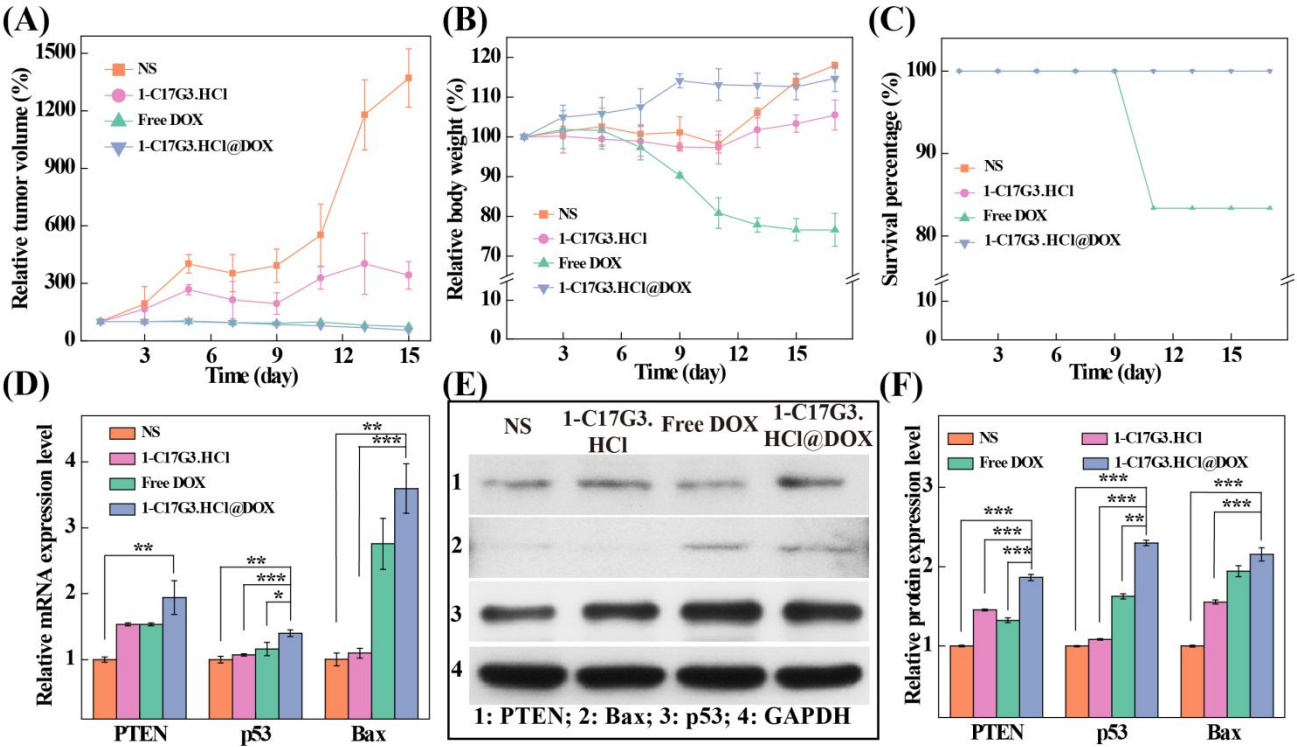 (A)
Relative tumor volume (%)
1500
1200
900
600
300
0
NS
1-C17G3.HCl
Free DOX
1-C17G3.HCl@DOX
3
6
9
12
15
Time (day)
(B)
Relative body weight (%)
120
110
100
90
80
70
10
0
NS
1-C17G3.HCl
Free DOX
1-C17G3.HCl@DOX
3
6
9
12
15
Time (day)
(C)
Survival percentage (%)
100
90
80
10
0
NS
1-C17G3.HCl
Free DOX
1-C17G3.HCl@DOX
3
6
9
12
15
Time (day)
(D)
Relative mRNA expression level
4
3
2
1
NS
1-C17G3.HCl
Free DOX
1-C17G3.HCl@DOX
**
**
***
*
**
***
PTEN
p53
Bax
(E)
NS
1-C17G3.
HCl
Free DOX
1-C17G3.
HCl@DOX
1
2
3
4
1: PTEN; 2: Bax; 3: p53; 4: GAPDH
(F)
Relative protein expression level
3
2
1
NS
1-C17G3.HCl
Free DOX
1-C17G3.HCl@DOX
***
***
***
***
***
**
***
***
PTEN
p53
Bax